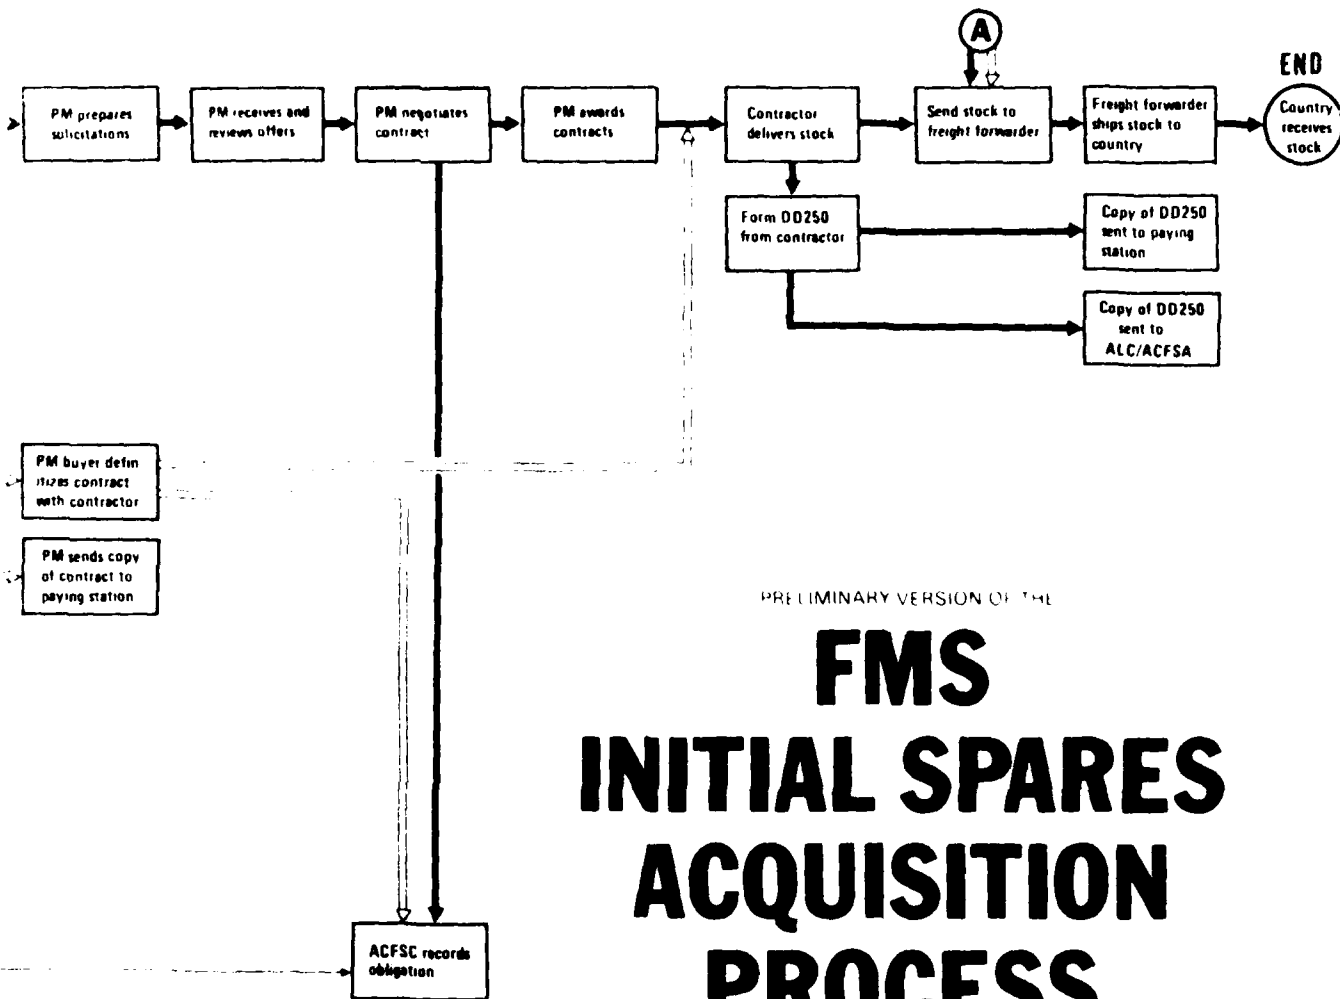 A
END
PM prepares
solicitations
PM receives and
reviews offers
PM negotiates
contract
PM awards
contracts
Contractor
delivers stock
Send stock to
freight forwarder
Freight forwarder
ships stock to
country
Country
receives
stock
Form DD250
from contractor
Copy of DD250
sent to paying
station
Copy of DD250
sent to
ALC/ACFSA
PM buyer defin
itizes contract
with contractor
PM sends copy
of contract to
paying station
PRELIMINARY VERSION OF THE
FMS
INITIAL SPARES
ACQUISITION
PROCESS
ACFSC records
obligation